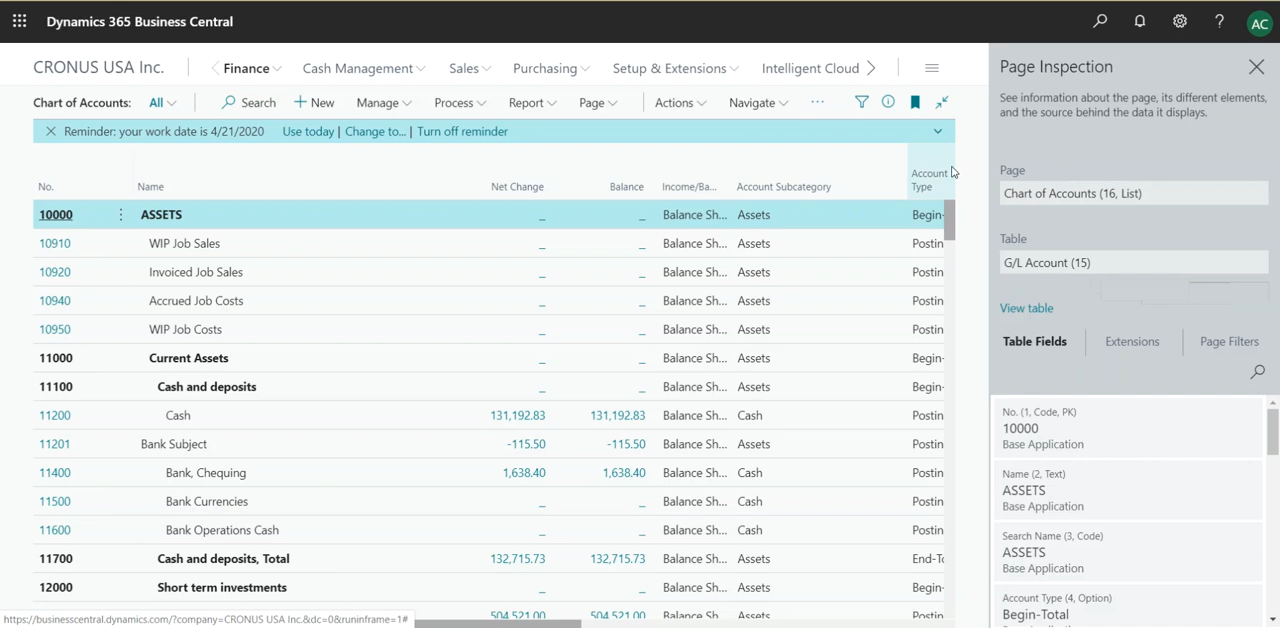 Dynamics 365 Business Central
AC
CRONUS USA Inc.
Finance
Cash Management
Sales
Purchasing
Setup & Extensions
Intelligent Cloud
Chart of Accounts:
All
Search
New
Manage
Process
Report
Page
Actions
Navigate
Reminder: your work date is 4/21/2020 Use today | Change to... | Turn off reminder
No. Name Net Change Balance Income/Ba... Account Subcategory Account Type
10000 ASSETS _ _ Balance Sh... Assets Begin-
10910 WIP Job Sales _ _ Balance Sh... Assets Postin
10920 Invoiced Job Sales _ _ Balance Sh... Assets Postin
10940 Accrued Job Costs _ _ Balance Sh... Assets Postin
10950 WIP Job Costs _ _ Balance Sh... Assets Postin
11000 Current Assets _ _ Balance Sh... Assets Begin-
11100 Cash and deposits _ _ Balance Sh... Assets Begin-
11200 Cash 131,192.83 131,192.83 Balance Sh... Cash Postin
11201 Bank Subject -115.50 -115.50 Balance Sh... Assets Postin
11400 Bank, Chequing 1,638.40 1,638.40 Balance Sh... Cash Postin
11500 Bank Currencies _ _ Balance Sh... Cash Postin
11600 Bank Operations Cash _ _ Balance Sh... Cash Postin
11700 Cash and deposits, Total 132,715.73 132,715.73 Balance Sh... Assets End-To
12000 Short term investments _ _ Balance Sh... Assets Begin-
504,521.00 504,521.00 Balance Sh... Assets Postin
https://businesscentral.dynamics.com/?company=CRONUS USA Inc.&dc=0&runinframe=1#
Page Inspection
See information about the page, its different elements,
and the source behind the data it displays.
Page
Chart of Accounts (16, List)
Table
G/L Account (15)
View table
Table Fields
Extensions
Page Filters
No. (1, Code, PK)
10000
Base Application
Name (2, Text)
ASSETS
Base Application
Search Name (3, Code)
ASSETS
Base Application
Account Type (4, Option)
Begin-Total